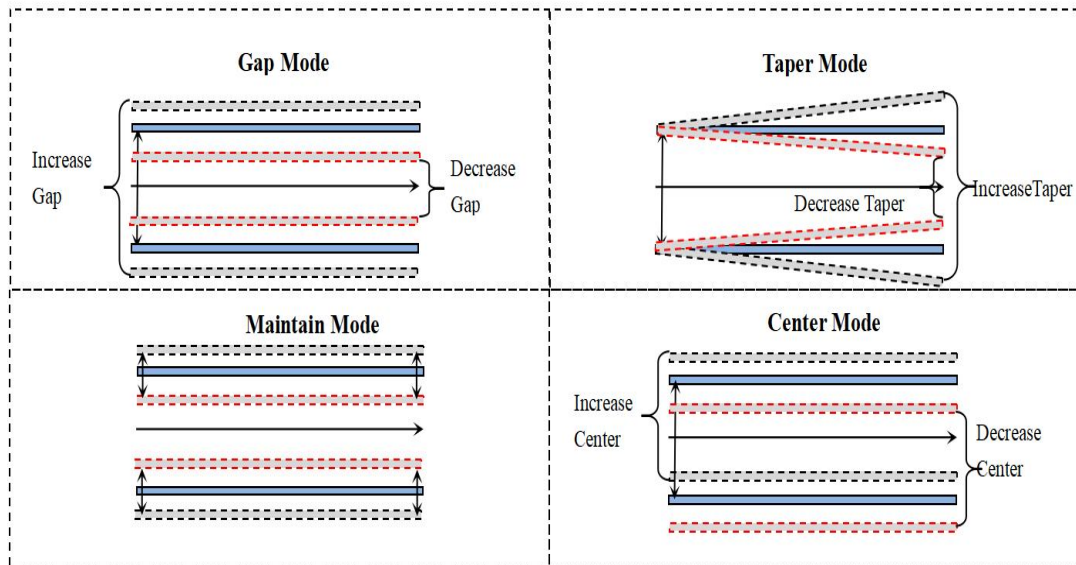 Gap Mode
Increase
Gap
Decrease
Gap
Taper Mode
Decrease Taper
IncreaseTaper
Maintain Mode
Center Mode
Increase
Center
Decrease
Center